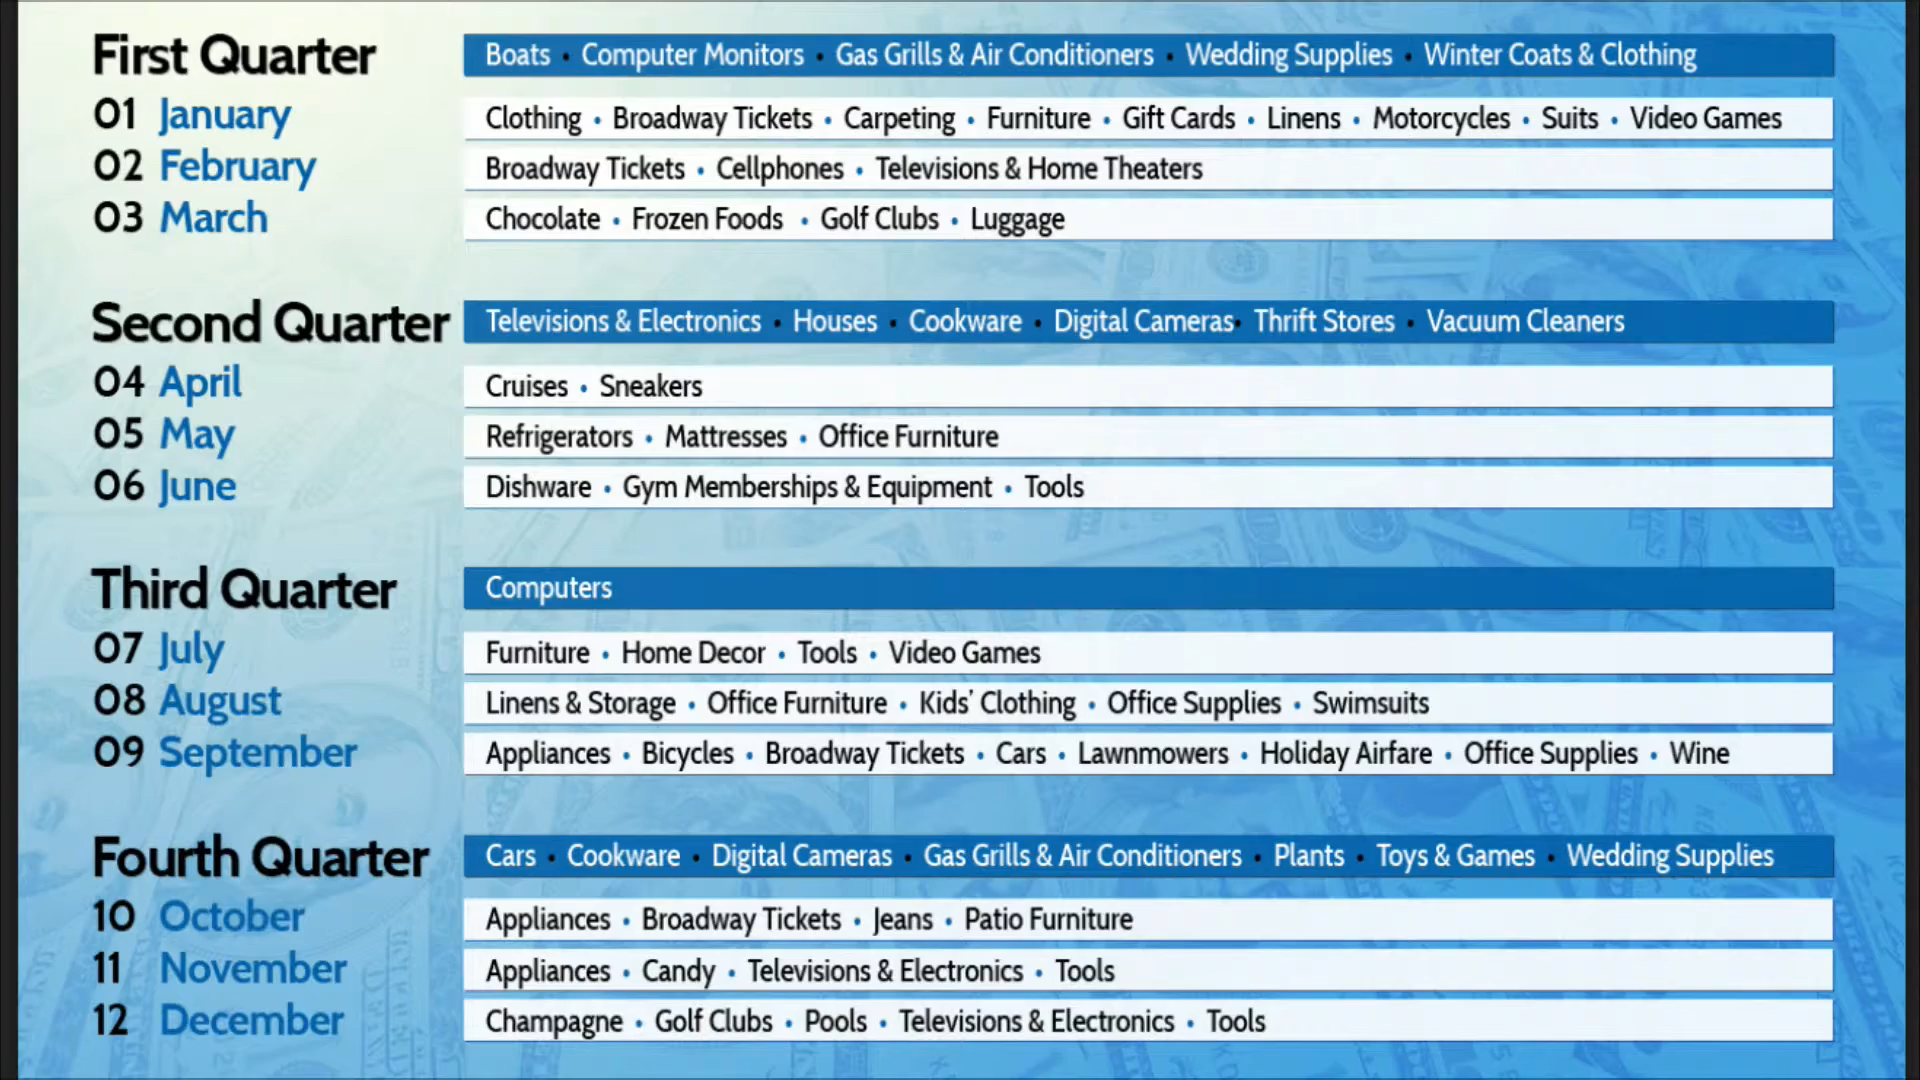 First Quarter Boats • Computer Monitors • Gas Grills & Air Conditioners • Wedding Supplies • Winter Coats & Clothing
01 January Clothing • Broadway Tickets • Carpeting • Furniture • Gift Cards • Linens • Motorcycles • Suits • Video Games
02 February Broadway Tickets • Cellphones • Televisions & Home Theaters
03 March Chocolate • Frozen Foods • Golf Clubs • Luggage
Second Quarter Televisions & Electronics • Houses • Cookware • Digital Cameras • Thrift Stores • Vacuum Cleaners
04 April Cruises • Sneakers
05 May Refrigerators • Mattresses • Office Furniture
06 June Dishware • Gym Memberships & Equipment • Tools
Third Quarter Computers
07 July Furniture • Home Decor • Tools • Video Games
08 August Linens & Storage • Office Furniture • Kids' Clothing • Office Supplies • Swimsuits
09 September Appliances • Bicycles • Broadway Tickets • Cars • Lawnmowers • Holiday Airfare • Office Supplies • Wine
Fourth Quarter Cars • Cookware • Digital Cameras • Gas Grills & Air Conditioners • Plants • Toys & Games • Wedding Supplies
10 October Appliances • Broadway Tickets • Jeans • Patio Furniture
11 November Appliances • Candy • Televisions & Electronics • Tools
12 December Champagne • Golf Clubs • Pools • Televisions & Electronics • Tools